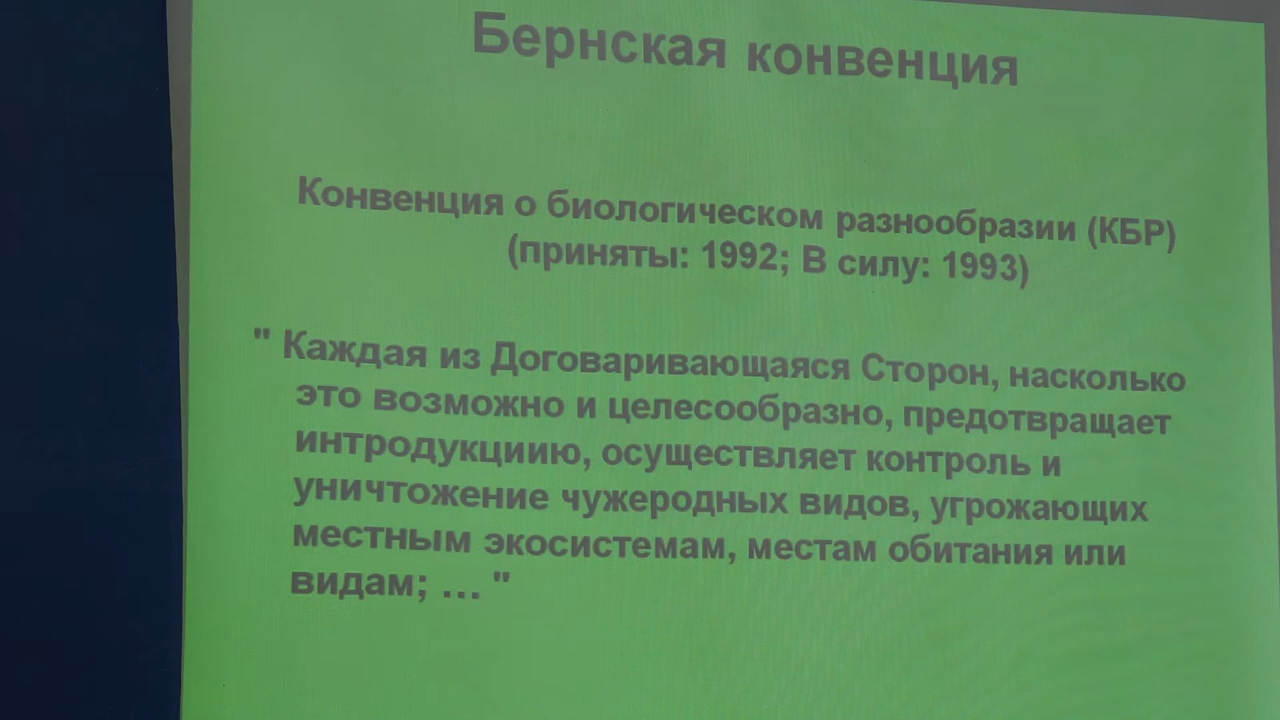 Бернская конвенция
Конвенция о биологическом разнообразии (КБР)
(приняты: 1992; В силу: 1993)
" Каждая из Договаривающаяся Сторон, насколько
это возможно и целесообразно, предотвращает
интродукциию, осуществляет контроль и
уничтожение чужеродных видов, угрожающих
местным экосистемам, местам обитания или
видам; ... "